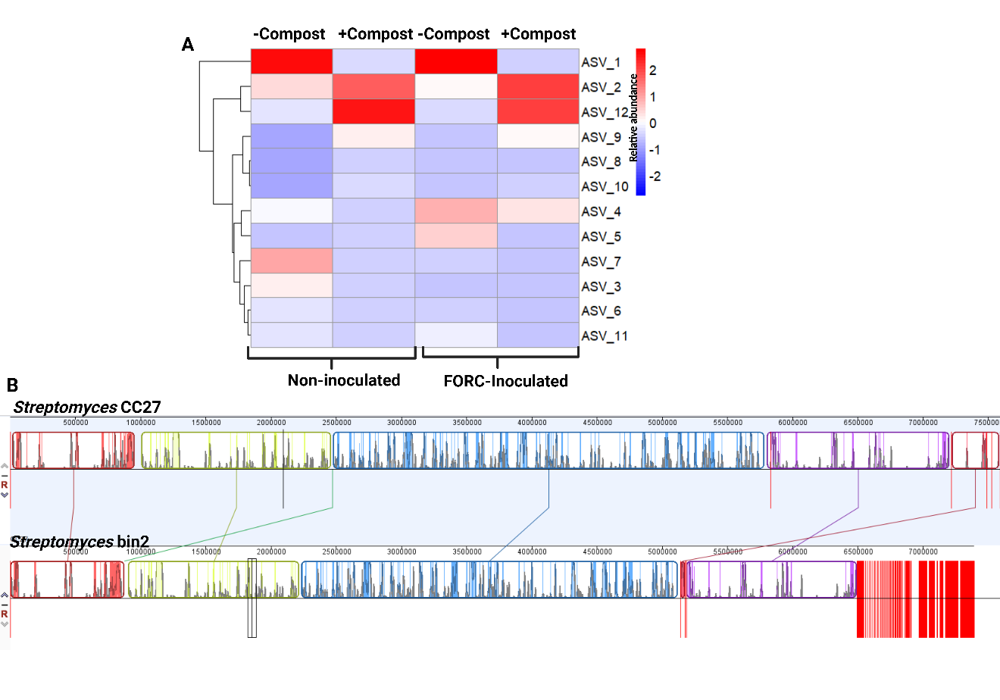 A
-Compost +Compost -Compost +Compost
ASV_1
ASV_2
ASV_12
ASV_9
ASV_8
ASV_10
ASV_4
ASV_5
ASV_7
ASV_3
ASV_6
ASV_11
2
1
0
-1
-2
Relative abundance
Non-inoculated FORC-Inoculated
B
Streptomyces CC27
500000 1000000 1500000 2000000 2500000 3000000 3500000 4000000 4500000 5000000 5500000 6000000 6500000 7000000 7500000
R
Streptomyces bin2
500000 1000000 1500000 2000000 2500000 3000000 3500000 4000000 4500000 5000000 5500000 6000000 6500000 7000000
R